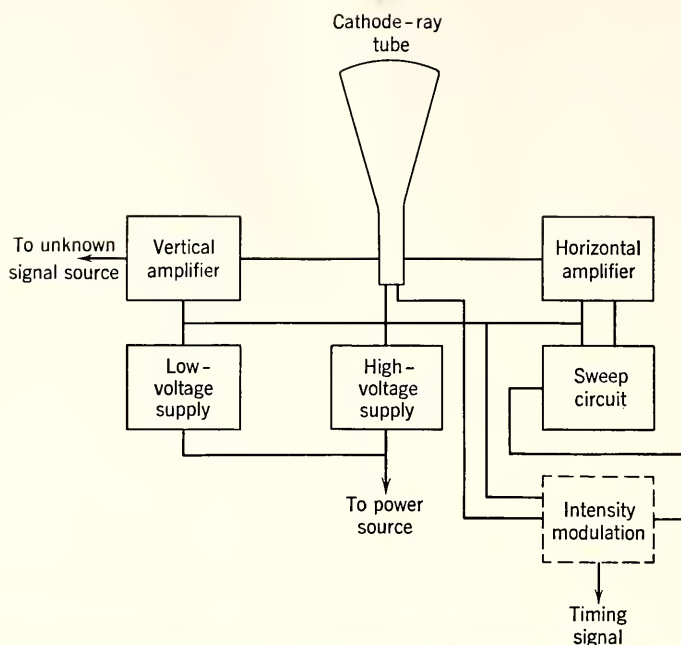 Cathode-ray
tube
To unknown
signal source
Vertical
amplifier
Horizontal
amplifier
Low-
voltage
supply
High-
voltage
supply
Sweep
circuit
To power
source
Intensity
modulation
Timing
signal